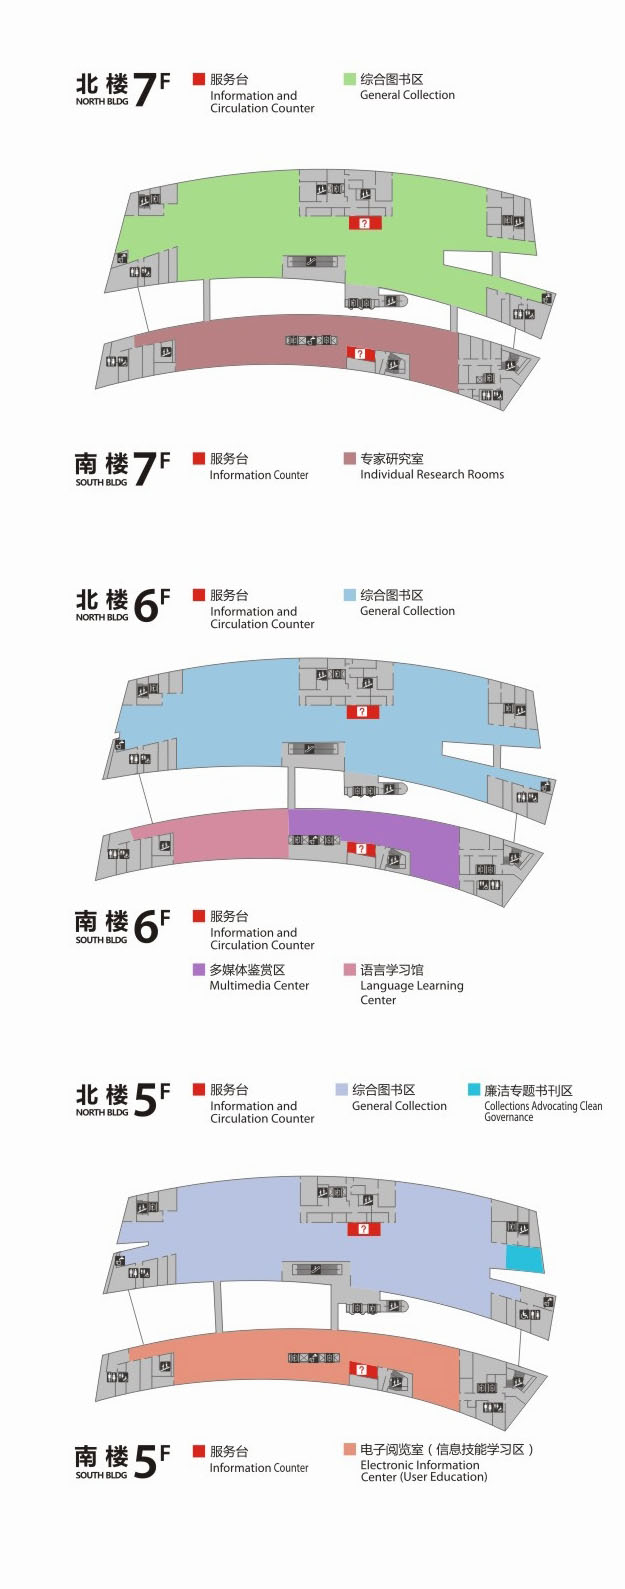 北楼 7F
NORTH BLDG
服务台
Information and
Circulation Counter
综合图书区
General Collection
?
?
南楼 7F
SOUTH BLDG
服务台
Information Counter
专家研究室
Individual Research Rooms
北楼 6F
NORTH BLDG
服务台
Information and
Circulation Counter
综合图书区
General Collection
?
?
南楼 6F
SOUTH BLDG
服务台
Information and
Circulation Counter
多媒体鉴赏区
Multimedia Center
语言学习馆
Language Learning
Center
北楼 5F
NORTH BLDG
服务台
Information and
Circulation Counter
综合图书区
General Collection
廉洁专题书刊区
Collections Advocating Clean
Governance
?
?
南楼 5F
SOUTH BLDG
服务台
Information Counter
电子阅览室（信息技能学习区）
Electronic Information
Center (User Education)